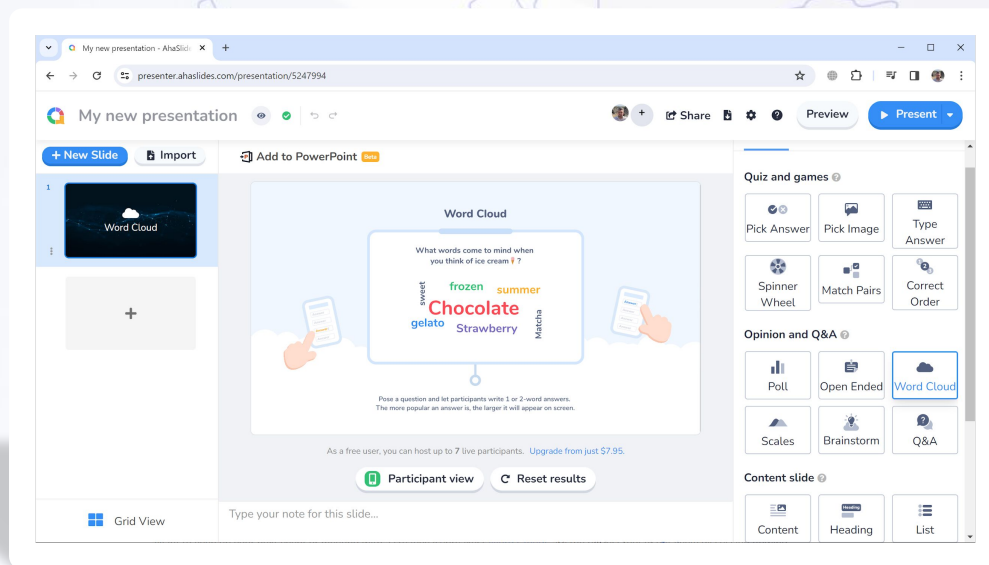 My new presentation - AhaSlid
presenter.ahaslides.com/presentation/5247994
My new presentation
Share
Preview
Present
+ New Slide
Import
Add to PowerPoint Beta
1
Word Cloud
Grid View
Word Cloud
What words come to mind when
you think of ice cream ?
sweet
frozen
summer
Chocolate
gelato
Strawberry
Matcha
Pose a question and let participants write 1 or 2-word answers.
The more popular an answer is, the larger it will appear on screen.
As a free user, you can host up to 7 live participants. Upgrade from just $7.95.
Participant view
Reset results
Type your note for this slide...
Quiz and games
Pick Answer
Pick Image
Type
Answer
Spinner
Wheel
Match Pairs
Correct
Order
Opinion and Q&A
Poll
Open Ended
Word Cloud
Scales
Brainstorm
Q&A
Content slide
Content
Heading
Heading
List